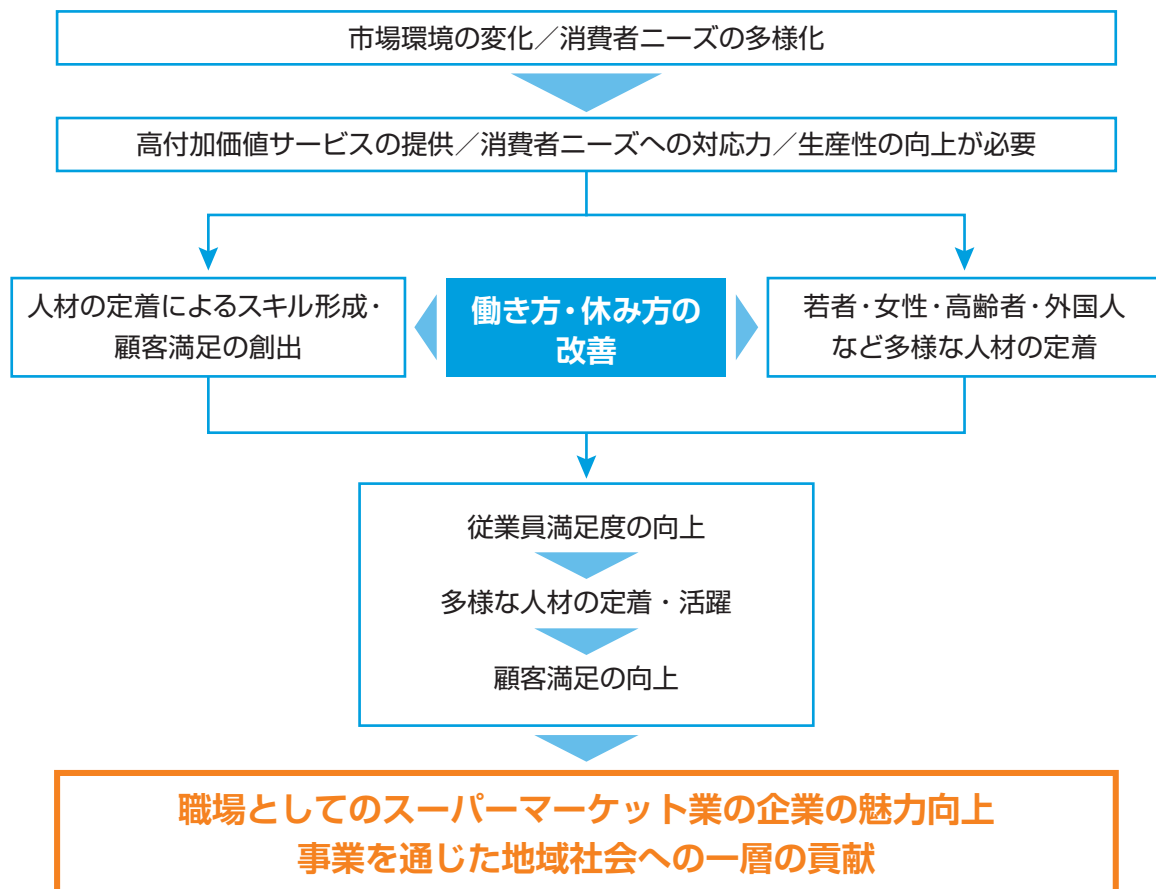 市場環境の変化／消費者ニーズの多様化
高付加価値サービスの提供／消費者ニーズへの対応力／生産性の向上が必要
人材の定着によるスキル形成・
顧客満足の創出
働き方・休み方の
改善
若者・女性・高齢者・外国人
など多様な人材の定着
従業員満足度の向上
多様な人材の定着・活躍
顧客満足の向上
職場としてのスーパーマーケット業の企業の魅力向上
事業を通じた地域社会への一層の貢献